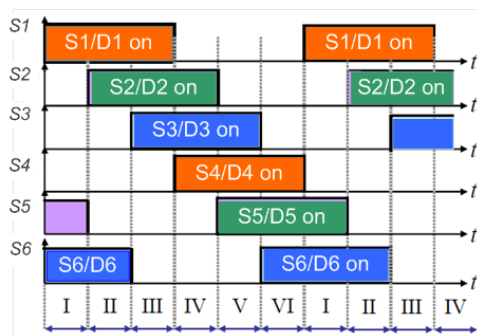 S1 S1/D1 on S1/D1 on t
S2 S2/D2 on S2/D2 on t
S3 S3/D3 on t
S4 S4/D4 on t
S5 S5/D5 on t
S6 S6/D6 S6/D6 on t
I II III IV V VI I II III IV